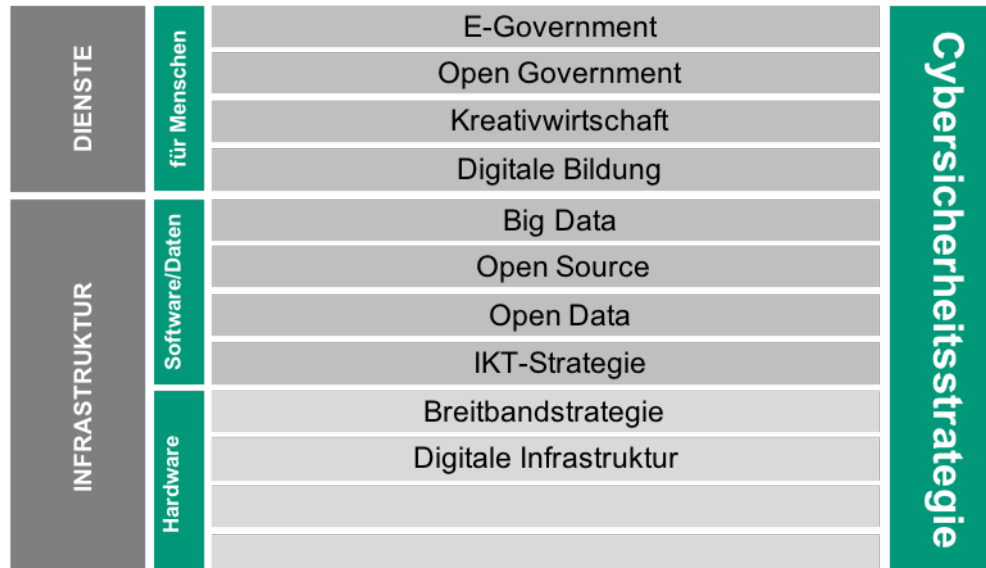 DIENSTE
für Menschen
E-Government
Open Government
Kreativwirtschaft
Digitale Bildung
INFRASTRUKTUR
Software/Daten
Big Data
Open Source
Open Data
IKT-Strategie
Hardware
Breitbandstrategie
Digitale Infrastruktur
Cybersicherheitsstrategie